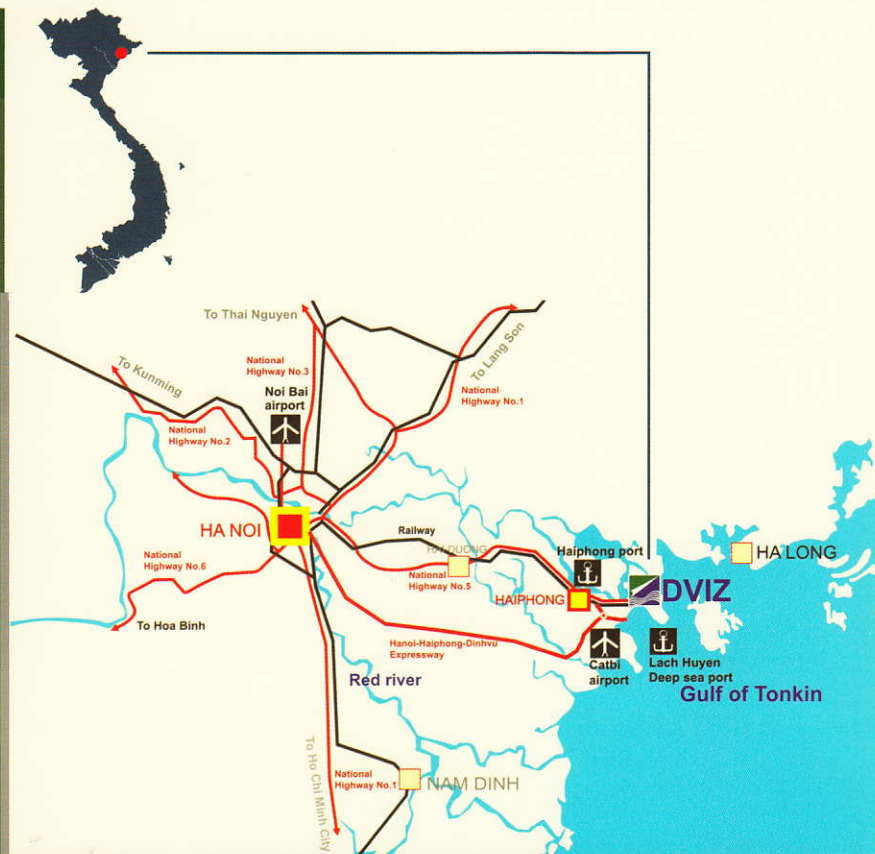 To Thai Nguyen
To Lang Son
To Kunming
National
Highway No.3
Noi Bai
airport
National
Highway No.1
National
Highway No.2
HA NOI
Railway
HAI DUONG
Haiphong port
HA LONG
National
Highway No.6
National
Highway No.5
HAIPHONG
DVIZ
To Hoa Binh
Hanoi-Haiphong-Dinhvu
Expressway
Catbi
airport
Lach Huyen
Deep sea port
Red river
Gulf of Tonkin
To Ho Chi Minh City
National
Highway No.1
NAM DINH